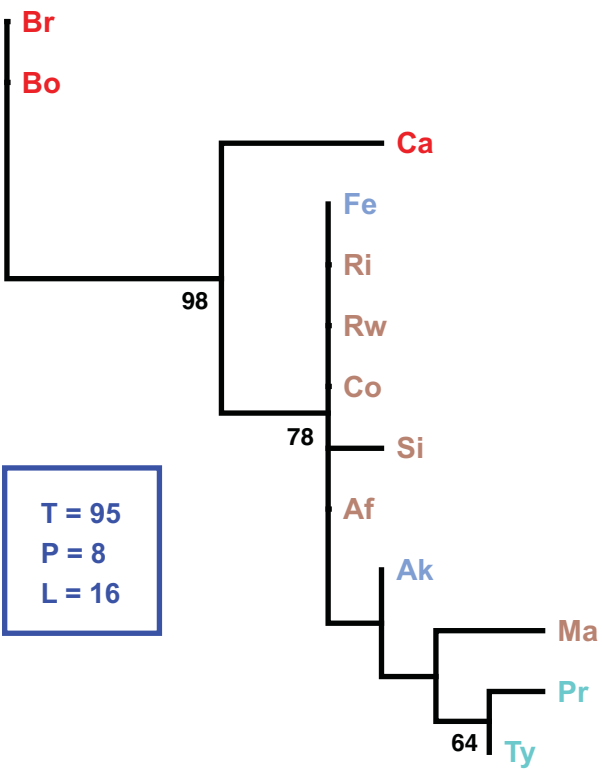 Br
Bo
Ca
Fe
Ri
98
Rw
Co
78
Si
Af
T = 95
P = 8
L = 16
Ak
Ma
Pr
64
Ty